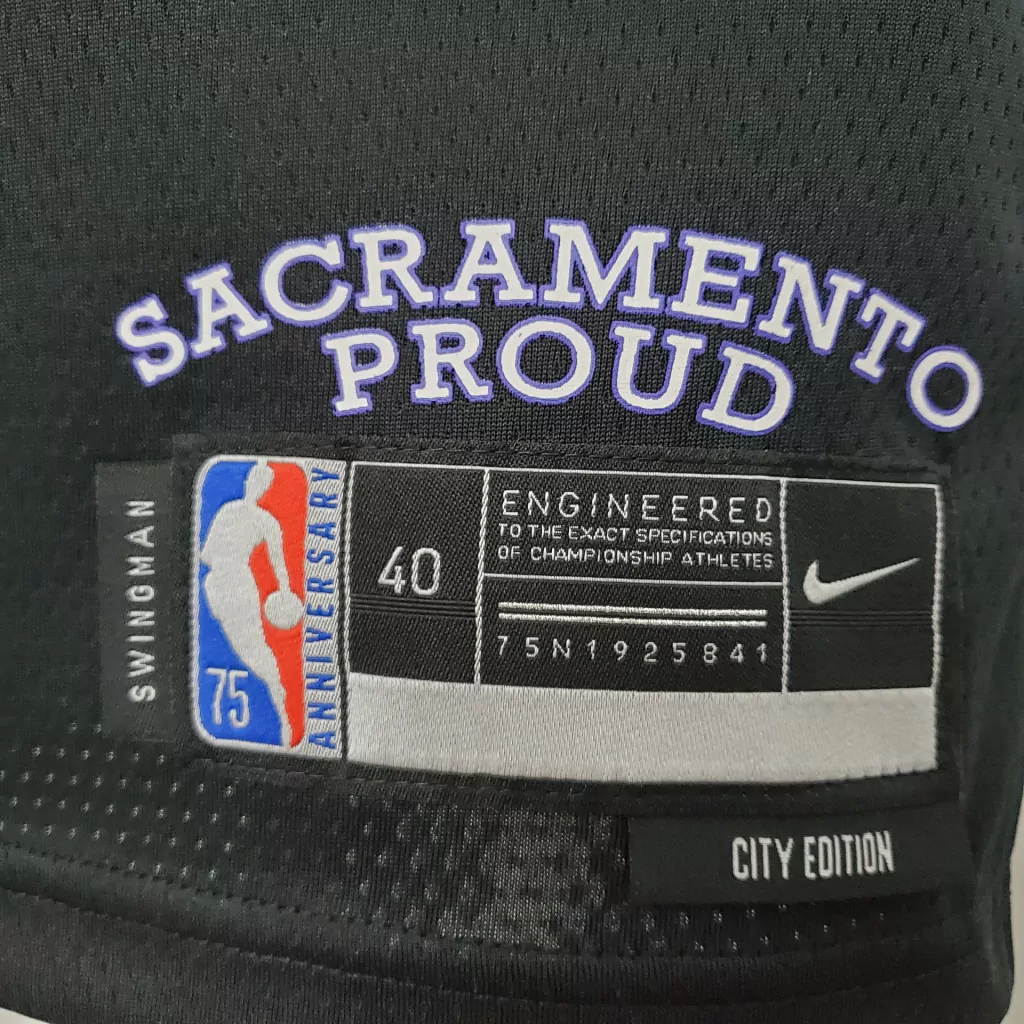 SACRAMENTO
PROUD
SWINGMAN
75
ANNIVERSARY
40
ENGINEERED
TO THE EXACT SPECIFICATIONS
OF CHAMPIONSHIP ATHLETES
75N1925841
CITY EDITION